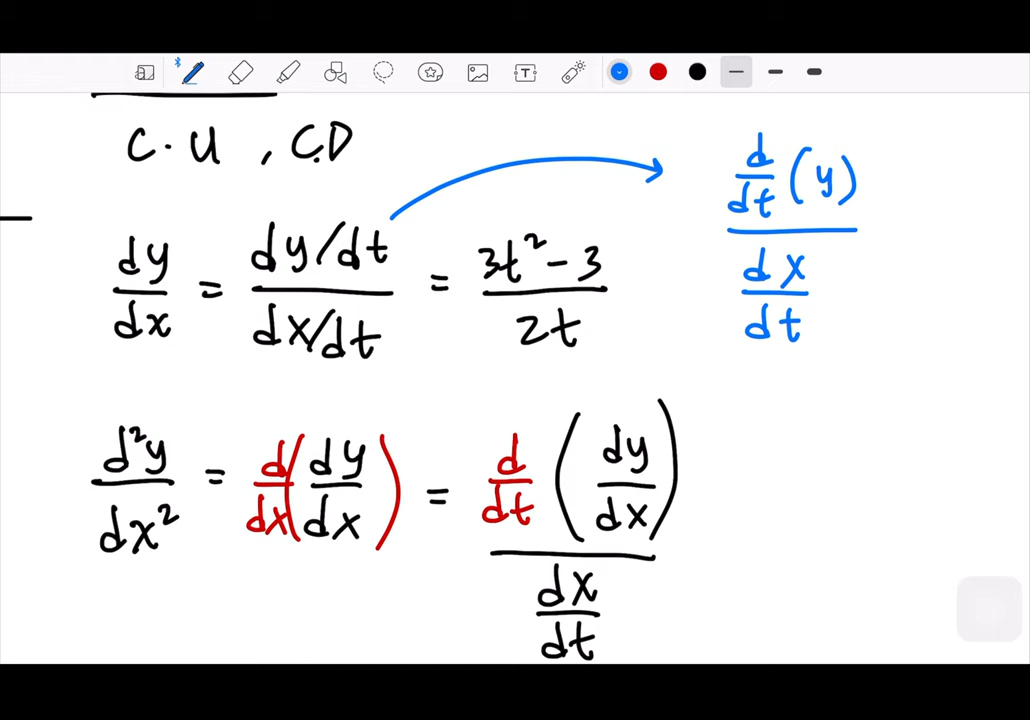 C.U , C.D
dy/dx = (dy/dt)/(dx/dt) = (3t² - 3)/(2t)
(d/dt (y))/(dx/dt)
d²y/dx² = d/dx (dy/dx) = (d/dt (dy/dx))/(dx/dt)